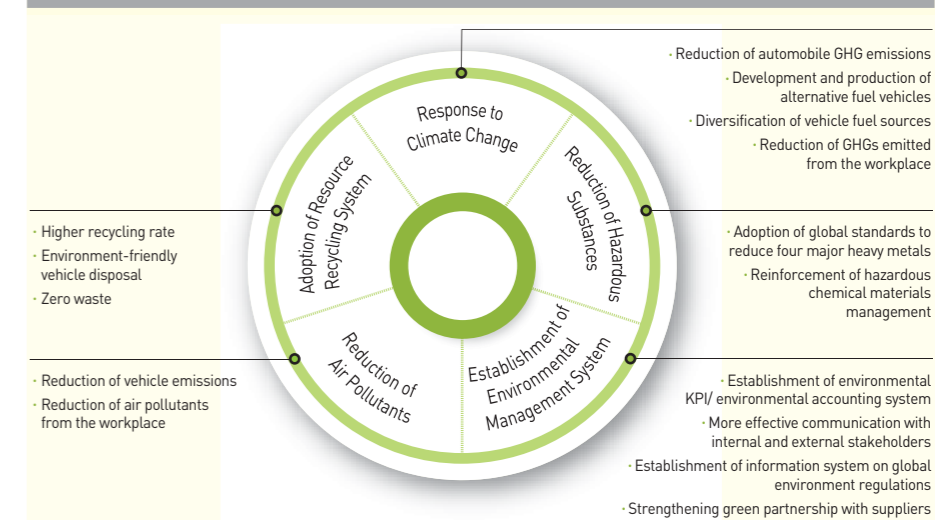 Response to
Climate Change
· Reduction of automobile GHG emissions
· Development and production of
alternative fuel vehicles
· Diversification of vehicle fuel sources
· Reduction of GHGs emitted
from the workplace
Reduction of Hazardous
Substances
· Adoption of global standards to
reduce four major heavy metals
· Reinforcement of hazardous
chemical materials
management
Establishment of
Environmental
Management System
· Establishment of environmental
KPI/ environmental accounting system
· More effective communication with
internal and external stakeholders
· Establishment of information system on global
environment regulations
· Strengthening green partnership with suppliers
Reduction of
Air Pollutants
· Reduction of vehicle emissions
· Reduction of air pollutants
from the workplace
Adoption of Resource
Recycling System
· Higher recycling rate
· Environment-friendly
vehicle disposal
· Zero waste